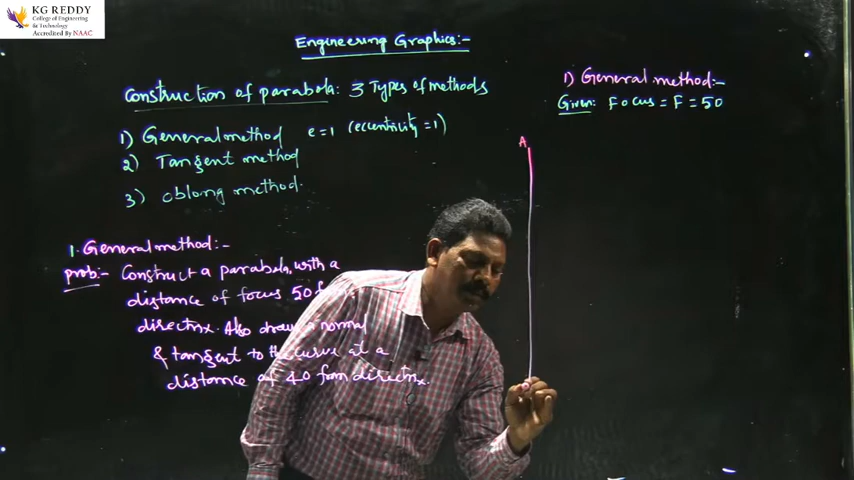 KG REDDY
College of Engineering
& Technology
Accredited By NAAC
Engineering Graphics:-
Construction of parabola: 3 Types of methods
1) General method e=1 (eccentricity = 1)
2) Tangent method
3) oblong method.
1. General method:-
prob:- Construct a parabola, with a
distance of focus 50 f
directrix. Also draw a normal
& tangent to the curve at a
distance of 40 from directrix.
1) General method:-
Given: Focus = F = 50
A